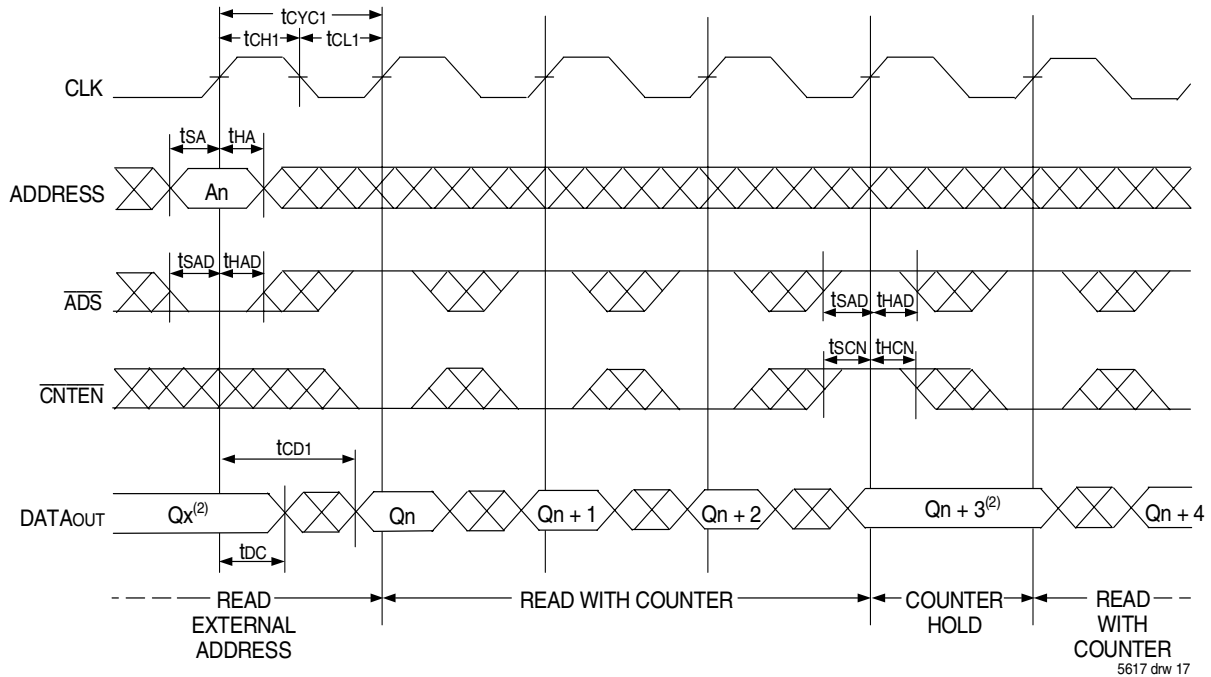 tCYC1
tCH1 tCL1
CLK
tSA tHA
ADDRESS An
tSAD tHAD
ADS
tSAD tHAD
tSCN tHCN
CNTEN
tCD1
DATAOUT Qx(2) Qn Qn + 1 Qn + 2 Qn + 3(2) Qn + 4
tDC
READ EXTERNAL ADDRESS
READ WITH COUNTER
COUNTER HOLD
READ WITH COUNTER
5617 drw 17